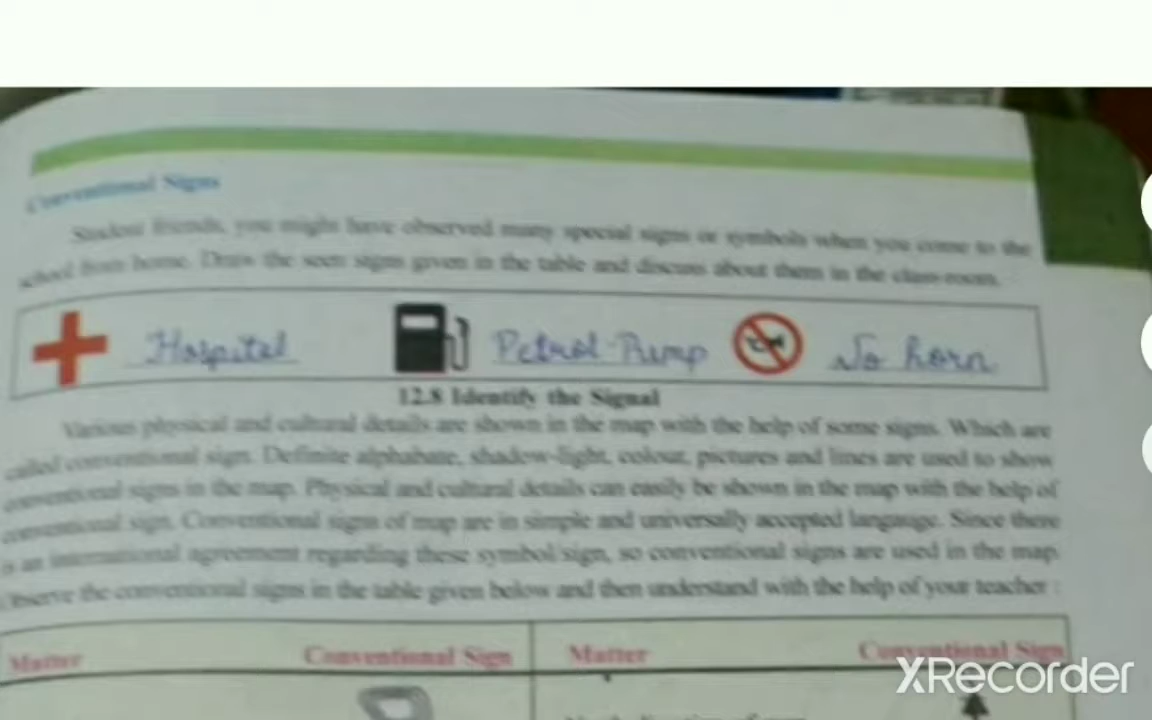 Conventional Signs
Student friends, you might have observed many special signs or symbols when you come to the
school from home. Draw the seen signs given in the table and discuss about them in the class-room.
Hospital Petrol Pump No horn
12.8 Identify the Signal
Various physical and cultural details are shown in the map with the help of some signs. Which are
called conventional sign. Definite alphabate, shadow-light, colour, pictures and lines are used to show
conventional signs in the map. Physical and cultural details can easily be shown in the map with the help of
conventional sign. Conventional signs of map are in simple and universally accepted langauge. Since there
is an international agreement regarding these symbol/sign, so conventional signs are used in the map.
Observe the conventional signs in the table given below and then understand with the help of your teacher :
Matter Conventional Sign Matter Conventional Sign
XRecorder